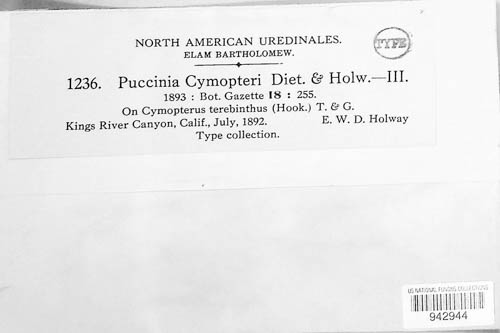 NORTH AMERICAN UREDINALES.
ELAM BARTHOLOMEW.
TYPE
1236. Puccinia Cymopteri Diet. & Holw.—III.
1893 : Bot. Gazette 18 : 255.
On Cymopterus terebinthus (Hook.) T. & G.
Kings River Canyon, Calif., July, 1892. E. W. D. Holway
Type collection.
US NATIONAL FUNGUS COLLECTIONS
942944